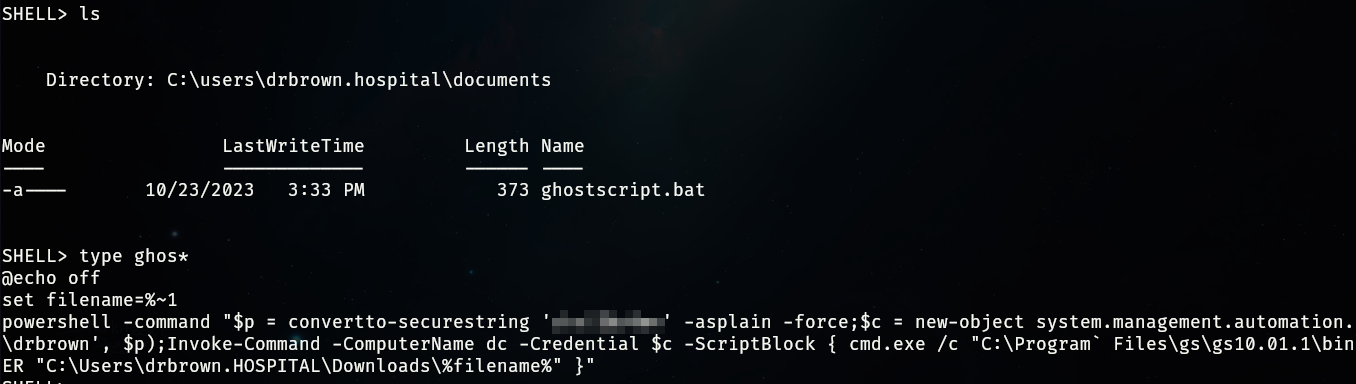 SHELL> ls
Directory: C:\users\drbrown.hospital\documents
Mode LastWriteTime Length Name
---- ------------- ------ ----
-a---- 10/23/2023 3:33 PM 373 ghostscript.bat
SHELL> type ghos*
@echo off
set filename=%~1
powershell -command "$p = convertto-securestring '' -asplain -force;$c = new-object system.management.automation.
\drbrown', $p);Invoke-Command -ComputerName dc -Credential $c -ScriptBlock { cmd.exe /c "C:\Program` Files\gs\gs10.01.1\bin
ER "C:\Users\drbrown.HOSPITAL\Downloads\%filename%" }"
SHELL>